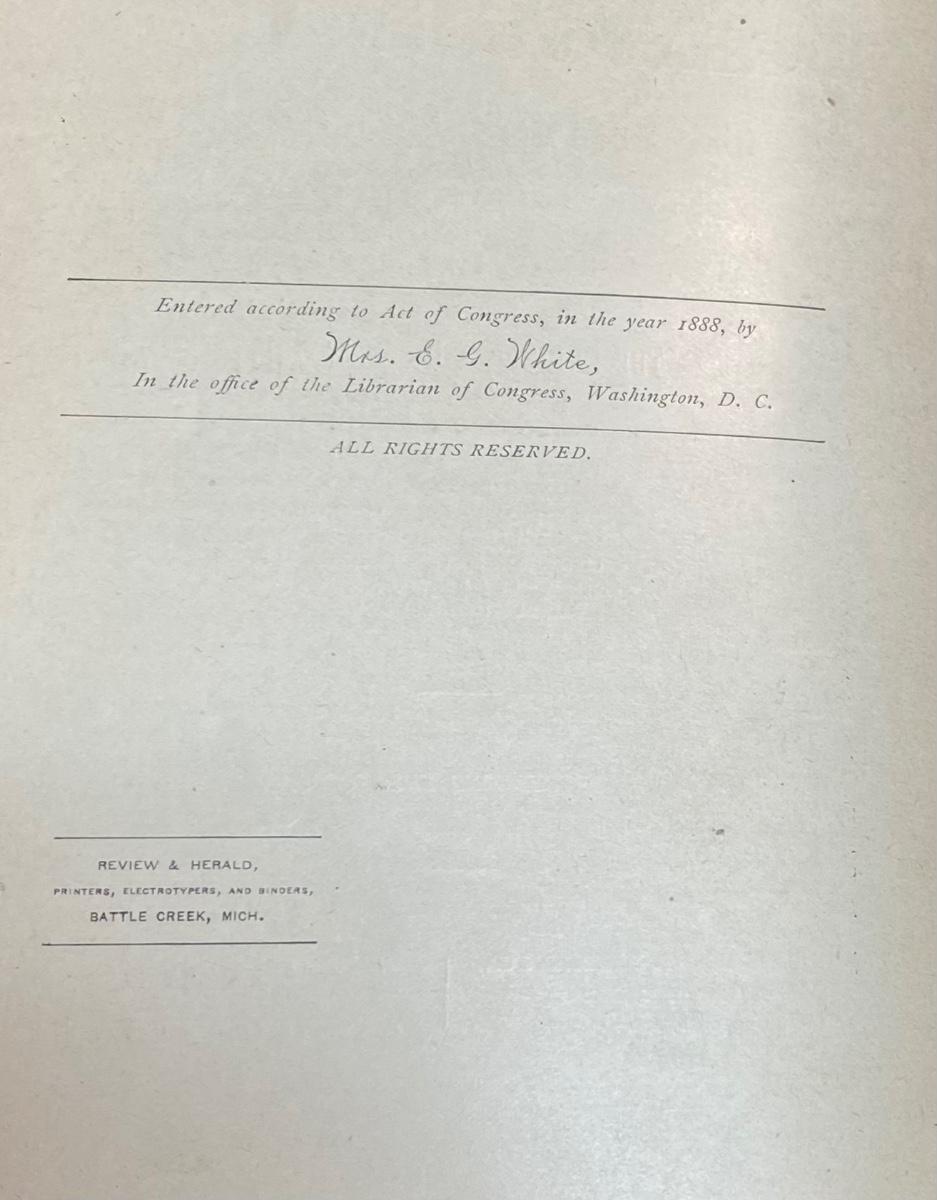 Entered according to Act of Congress, in the year 1888, by
Mrs. E. G. White,
In the office of the Librarian of Congress, Washington, D. C.
ALL RIGHTS RESERVED.
REVIEW & HERALD,
PRINTERS, ELECTROTYPERS, AND BINDERS,
BATTLE CREEK, MICH.